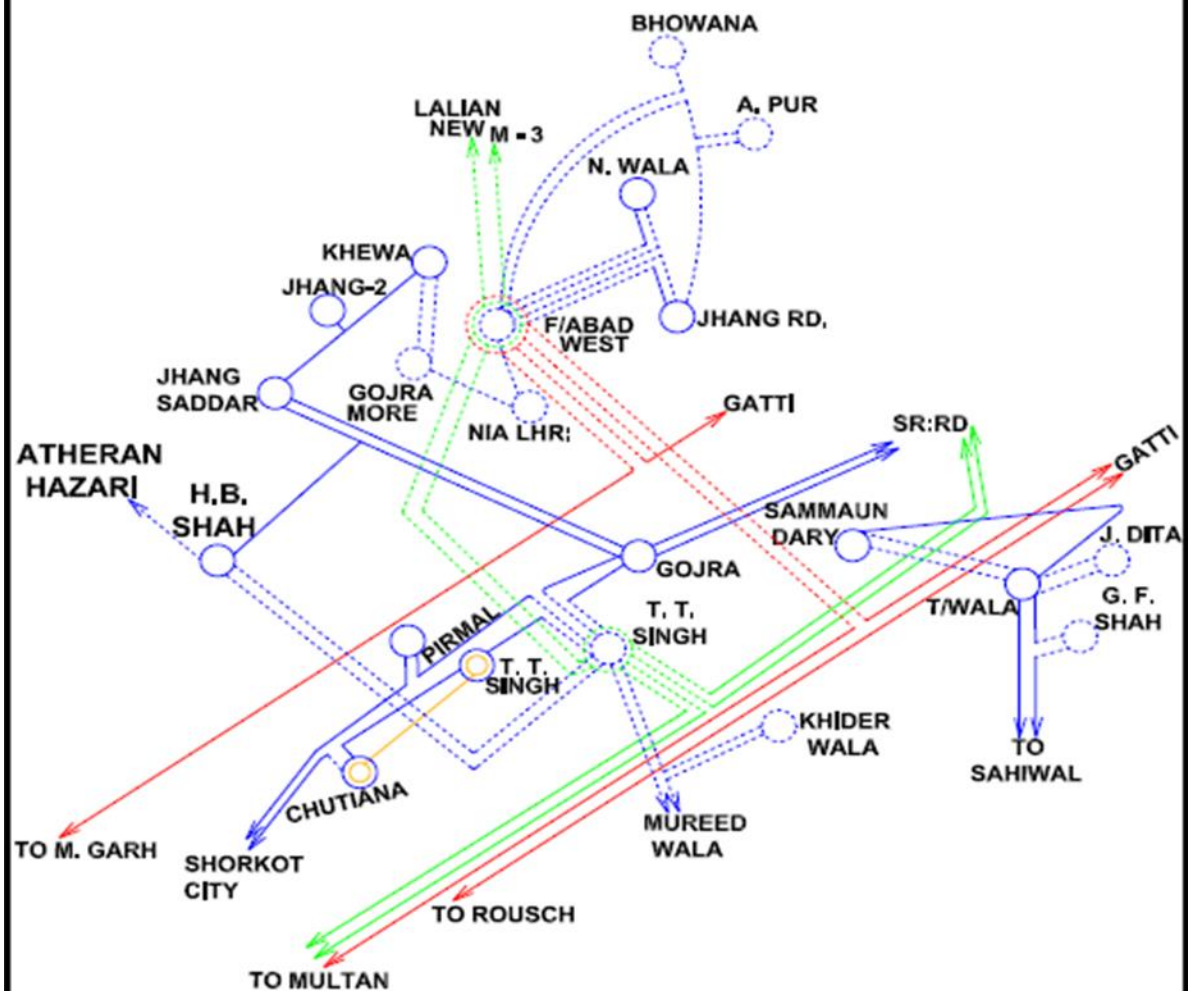 BHOWANA
A. PUR
LALIAN
NEW M-3
N. WALA
KHEWA
JHANG-2
JHANG RD.
F/ABAD
WEST
JHANG
SADDAR
GOJRA
MORE
NIA LHR:
GATTI
SR:RD
GATTI
ATHERAN
HAZARI
H.B.
SHAH
SAMMAUN
DARY
J. DITA
GOJRA
T/WALA
G. F.
SHAH
T. T.
SINGH
PIRMAL
T. T.
SINGH
KHIDER
WALA
TO
SAHIWAL
CHUTIANA
MUREED
WALA
TO M. GARH
SHORKOT
CITY
TO ROUSCH
TO MULTAN